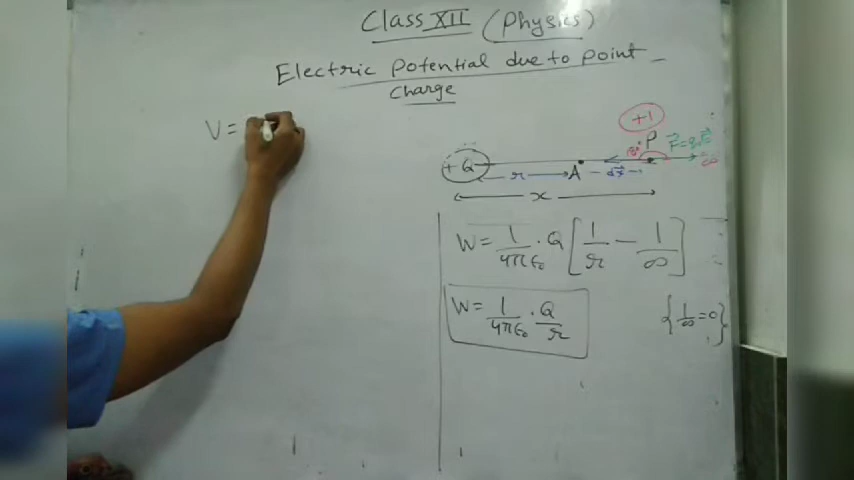 Class XII (Physics)
Electric Potential due to point
Charge
V =
+1
+Q
A
P
180°
F⃗ = q₀E⃗
∞
r
dx⃗
x
W = 1/4πε₀ · Q [1/r − 1/∞]
W = 1/4πε₀ · Q/r
{1/∞ = 0}